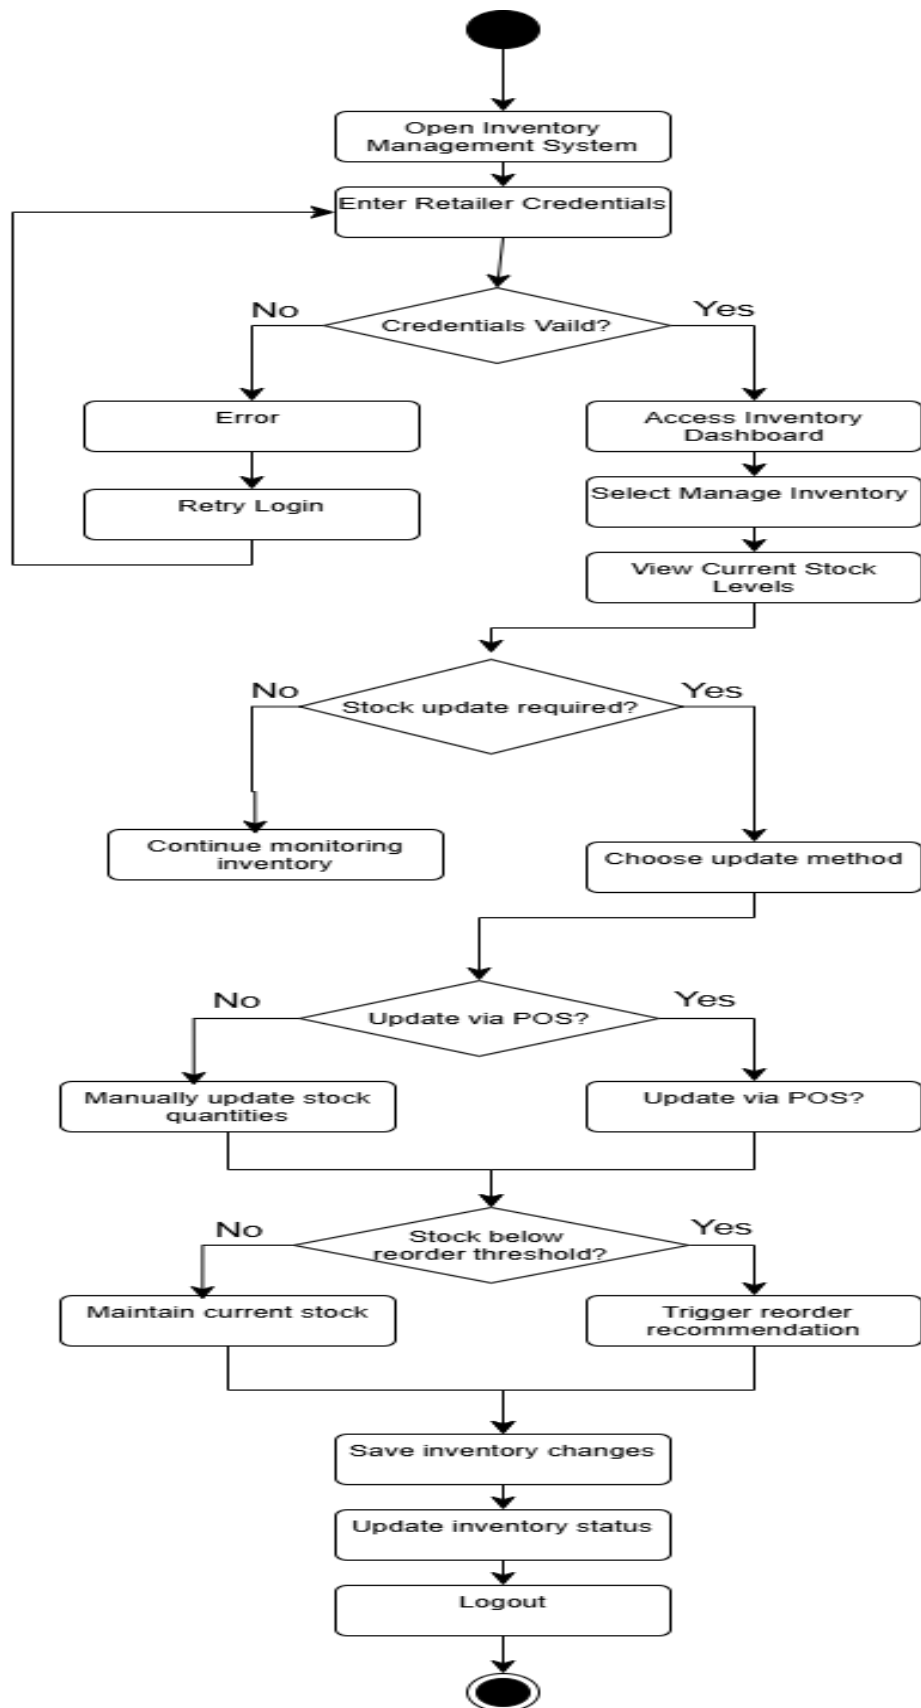 Open Inventory
Management System
Enter Retailer Credentials
No
Yes
Credentials Vaild?
Error
Access Inventory
Dashboard
Retry Login
Select Manage Inventory
View Current Stock
Levels
No
Yes
Stock update required?
Continue monitoring
inventory
Choose update method
No
Yes
Update via POS?
Manually update stock
quantities
Update via POS?
No
Yes
Stock below
reorder threshold?
Maintain current stock
Trigger reorder
recommendation
Save inventory changes
Update inventory status
Logout